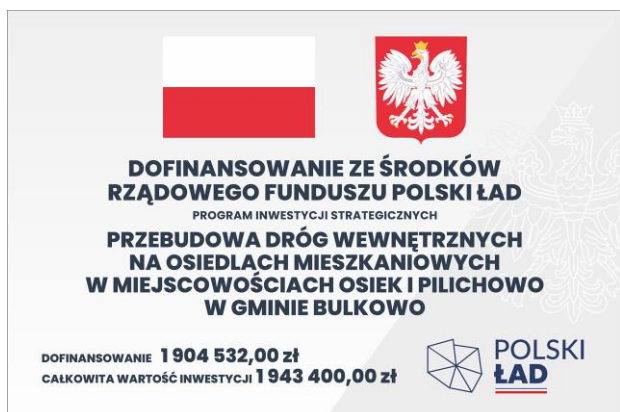 DOFINANSOWANIE ZE ŚRODKÓW
RZĄDOWEGO FUNDUSZU POLSKI ŁAD
PROGRAM INWESTYCJI STRATEGICZNYCH
PRZEBUDOWA DRÓG WEWNĘTRZNYCH
NA OSIEDLACH MIESZKANIOWYCH
W MIEJSCOWOŚCIACH OSIEK I PILICHOWO
W GMINIE BULKOWO
DOFINANSOWANIE 1 904 532,00 zł
CAŁKOWITA WARTOŚĆ INWESTYCJI 1 943 400,00 zł
POLSKI
ŁAD